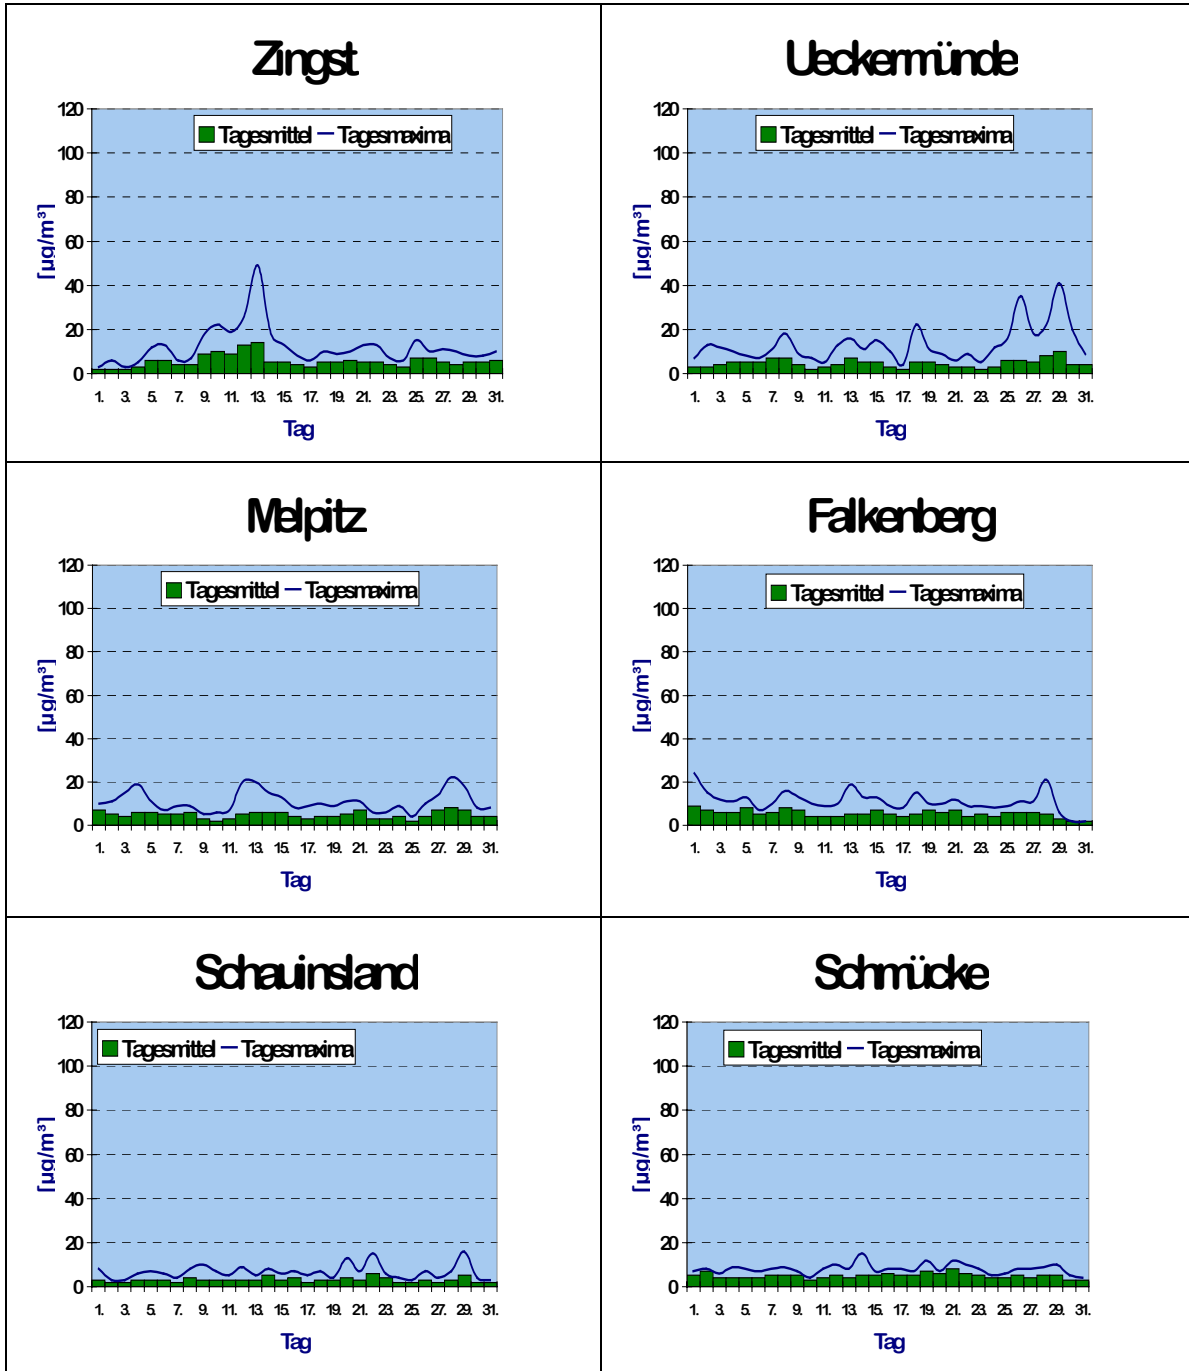 Zingst
120
100
80
60
40
20
0
[µg/m³]
Tagesmittel Tagesmaxima
1. 3. 5. 7. 9. 11. 13. 15. 17. 19. 21. 23. 25. 27. 29. 31.
Tag
Ueckermünde
120
100
80
60
40
20
0
[µg/m³]
Tagesmittel Tagesmaxima
1. 3. 5. 7. 9. 11. 13. 15. 17. 19. 21. 23. 25. 27. 29. 31.
Tag
Melpitz
120
100
80
60
40
20
0
[µg/m³]
Tagesmittel Tagesmaxima
1. 3. 5. 7. 9. 11. 13. 15. 17. 19. 21. 23. 25. 27. 29. 31.
Tag
Falkenberg
120
100
80
60
40
20
0
[µg/m³]
Tagesmittel Tagesmaxima
1. 3. 5. 7. 9. 11. 13. 15. 17. 19. 21. 23. 25. 27. 29. 31.
Tag
Schauinsland
120
100
80
60
40
20
0
[µg/m³]
Tagesmittel Tagesmaxima
1. 3. 5. 7. 9. 11. 13. 15. 17. 19. 21. 23. 25. 27. 29. 31.
Tag
Schmücke
120
100
80
60
40
20
0
[µg/m³]
Tagesmittel Tagesmaxima
1. 3. 5. 7. 9. 11. 13. 15. 17. 19. 21. 23. 25. 27. 29. 31.
Tag